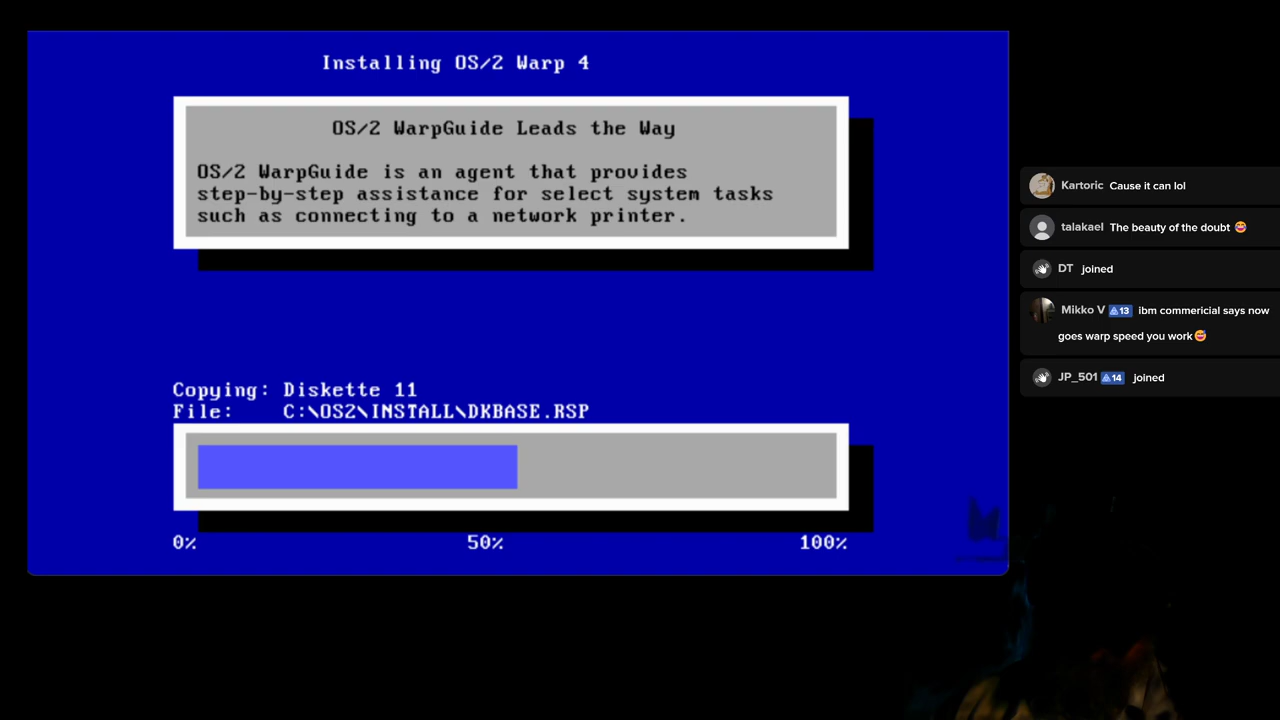 Installing OS/2 Warp 4
OS/2 WarpGuide Leads the Way
OS/2 WarpGuide is an agent that provides
step-by-step assistance for select system tasks
such as connecting to a network printer.
Copying: Diskette 11
File: C:\OS2\INSTALL\DKBASE.RSP
0% 50% 100%
Kartoric Cause it can lol
talakael The beauty of the doubt 😅
DT joined
Mikko V 13 ibm commericial says now
goes warp speed you work😅
JP_501 14 joined